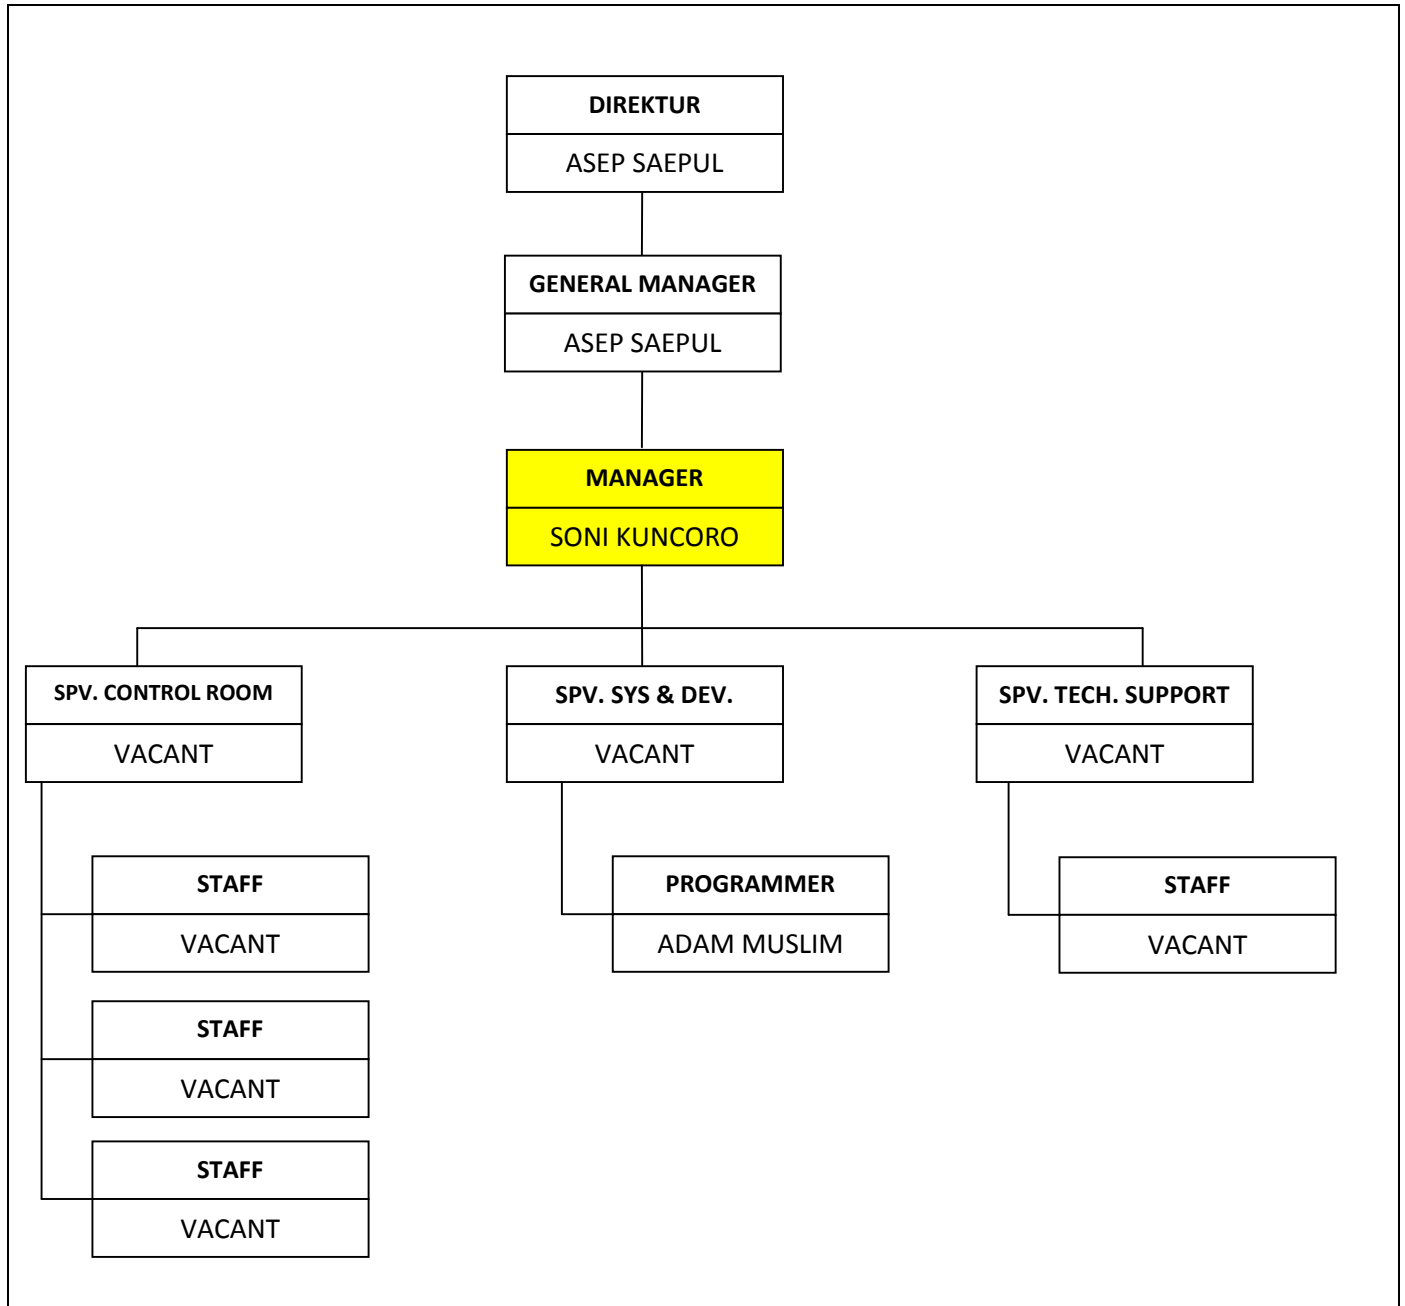 DIREKTUR
ASEP SAEPUL
GENERAL MANAGER
ASEP SAEPUL
MANAGER
SONI KUNCORO
SPV. CONTROL ROOM
VACANT
SPV. SYS & DEV.
VACANT
SPV. TECH. SUPPORT
VACANT
STAFF
VACANT
STAFF
VACANT
STAFF
VACANT
PROGRAMMER
ADAM MUSLIM
STAFF
VACANT